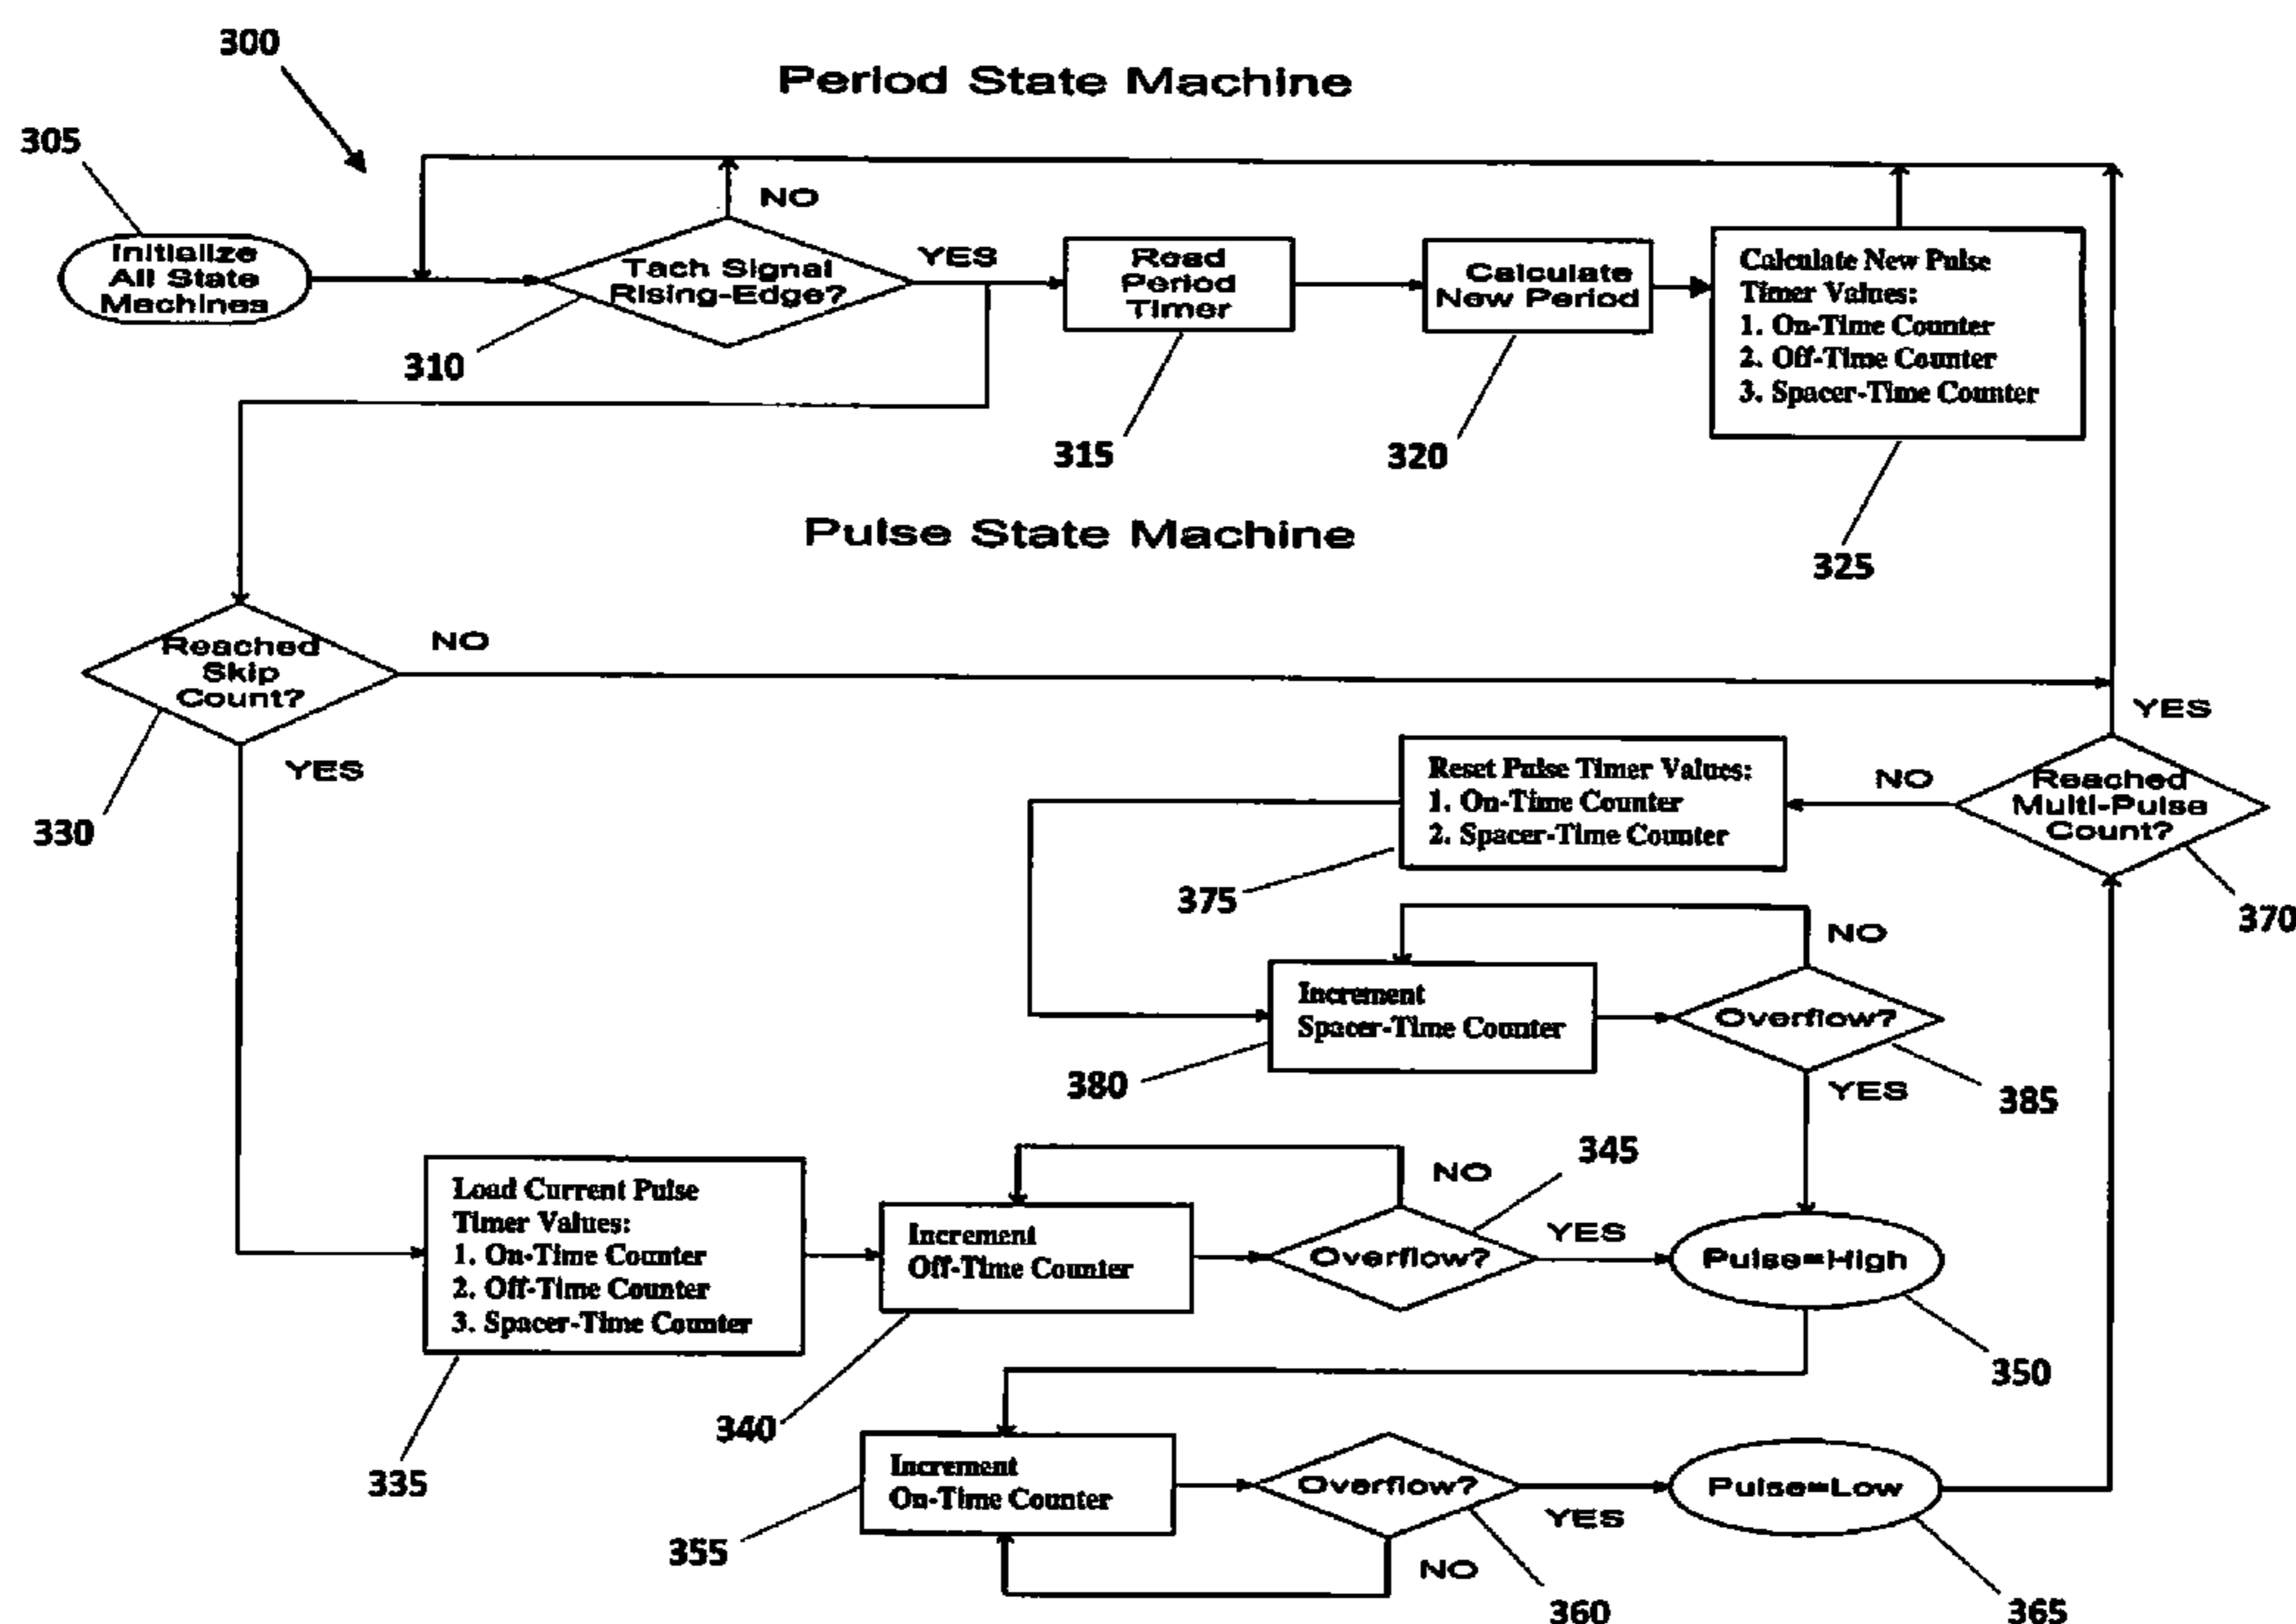 300
Period State Machine
305
Initialize
All State
Machines
NO
Tach Signal
Rising-Edge?
310
YES
Read
Period
Timer
315
Calculate
New Period
320
Calculate New Pulse
Timer Values:
1. On-Time Counter
2. Off-Time Counter
3. Spacer-Time Counter
325
Pulse State Machine
Reached
Skip
Count?
NO
YES
330
YES
Reached
Multi-Pulse
Count?
370
NO
Reset Pulse Timer Values:
1. On-Time Counter
2. Spacer-Time Counter
375
Increment
Spacer-Time Counter
380
NO
Overflow?
385
YES
Load Current Pulse
Timer Values:
1. On-Time Counter
2. Off-Time Counter
3. Spacer-Time Counter
335
Increment
Off-Time Counter
340
NO
345
Overflow?
YES
Pulse=High
350
Increment
On-Time Counter
355
Overflow?
YES
NO
360
Pulse=Low
365